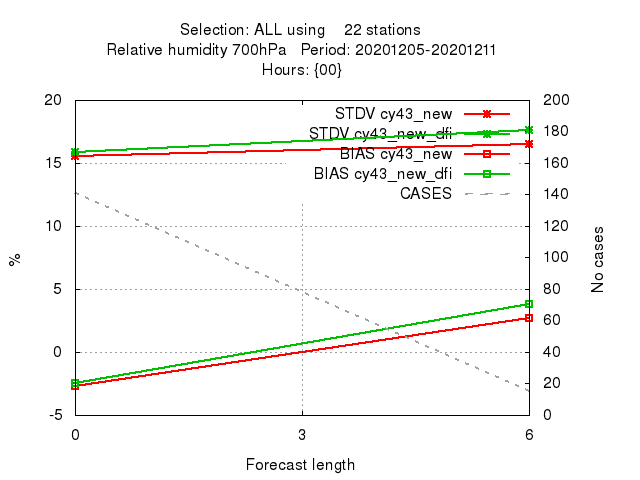 Selection: ALL using 22 stations
Relative humidity 700hPa Period: 20201205-20201211
Hours: {00}
20 200
STDV cy43_new
180
STDV cy43_new_dfi
15 160
BIAS cy43_new
BIAS cy43_new_dfi
140
CASES
10 120
100
%
No cases
5 80
60
0 40
20
-5 0
0 3 6
Forecast length